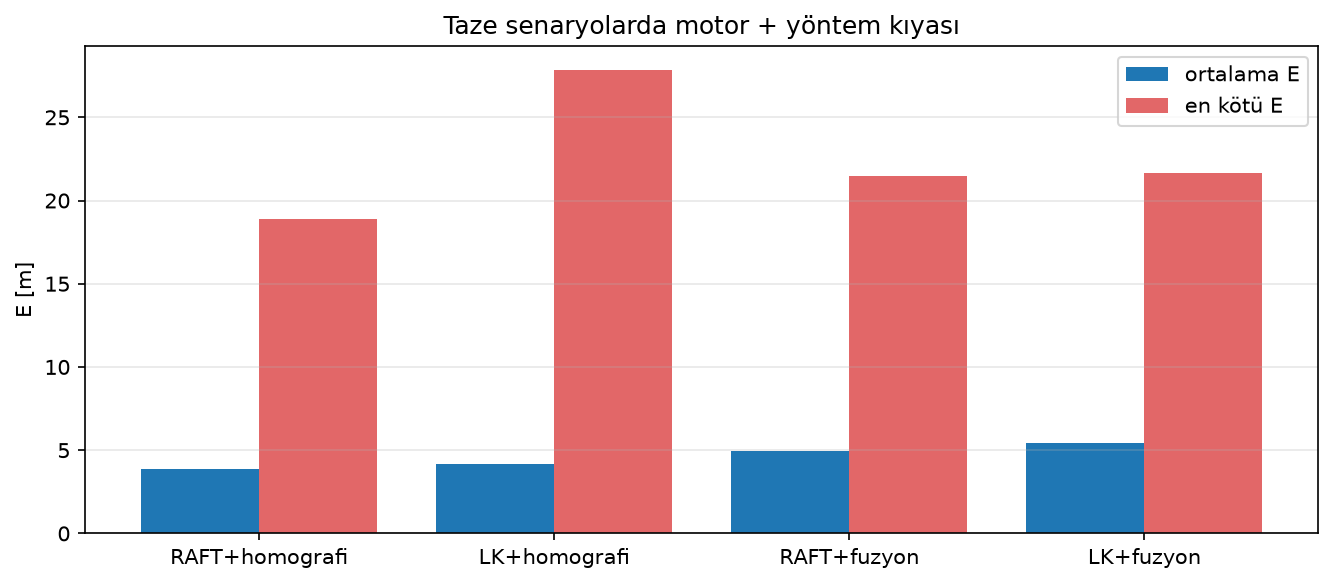 Taze senaryolarda motor + yöntem kıyası
ortalama E
en kötü E
E [m]
25
20
15
10
5
0
RAFT+homografi
LK+homografi
RAFT+fuzyon
LK+fuzyon